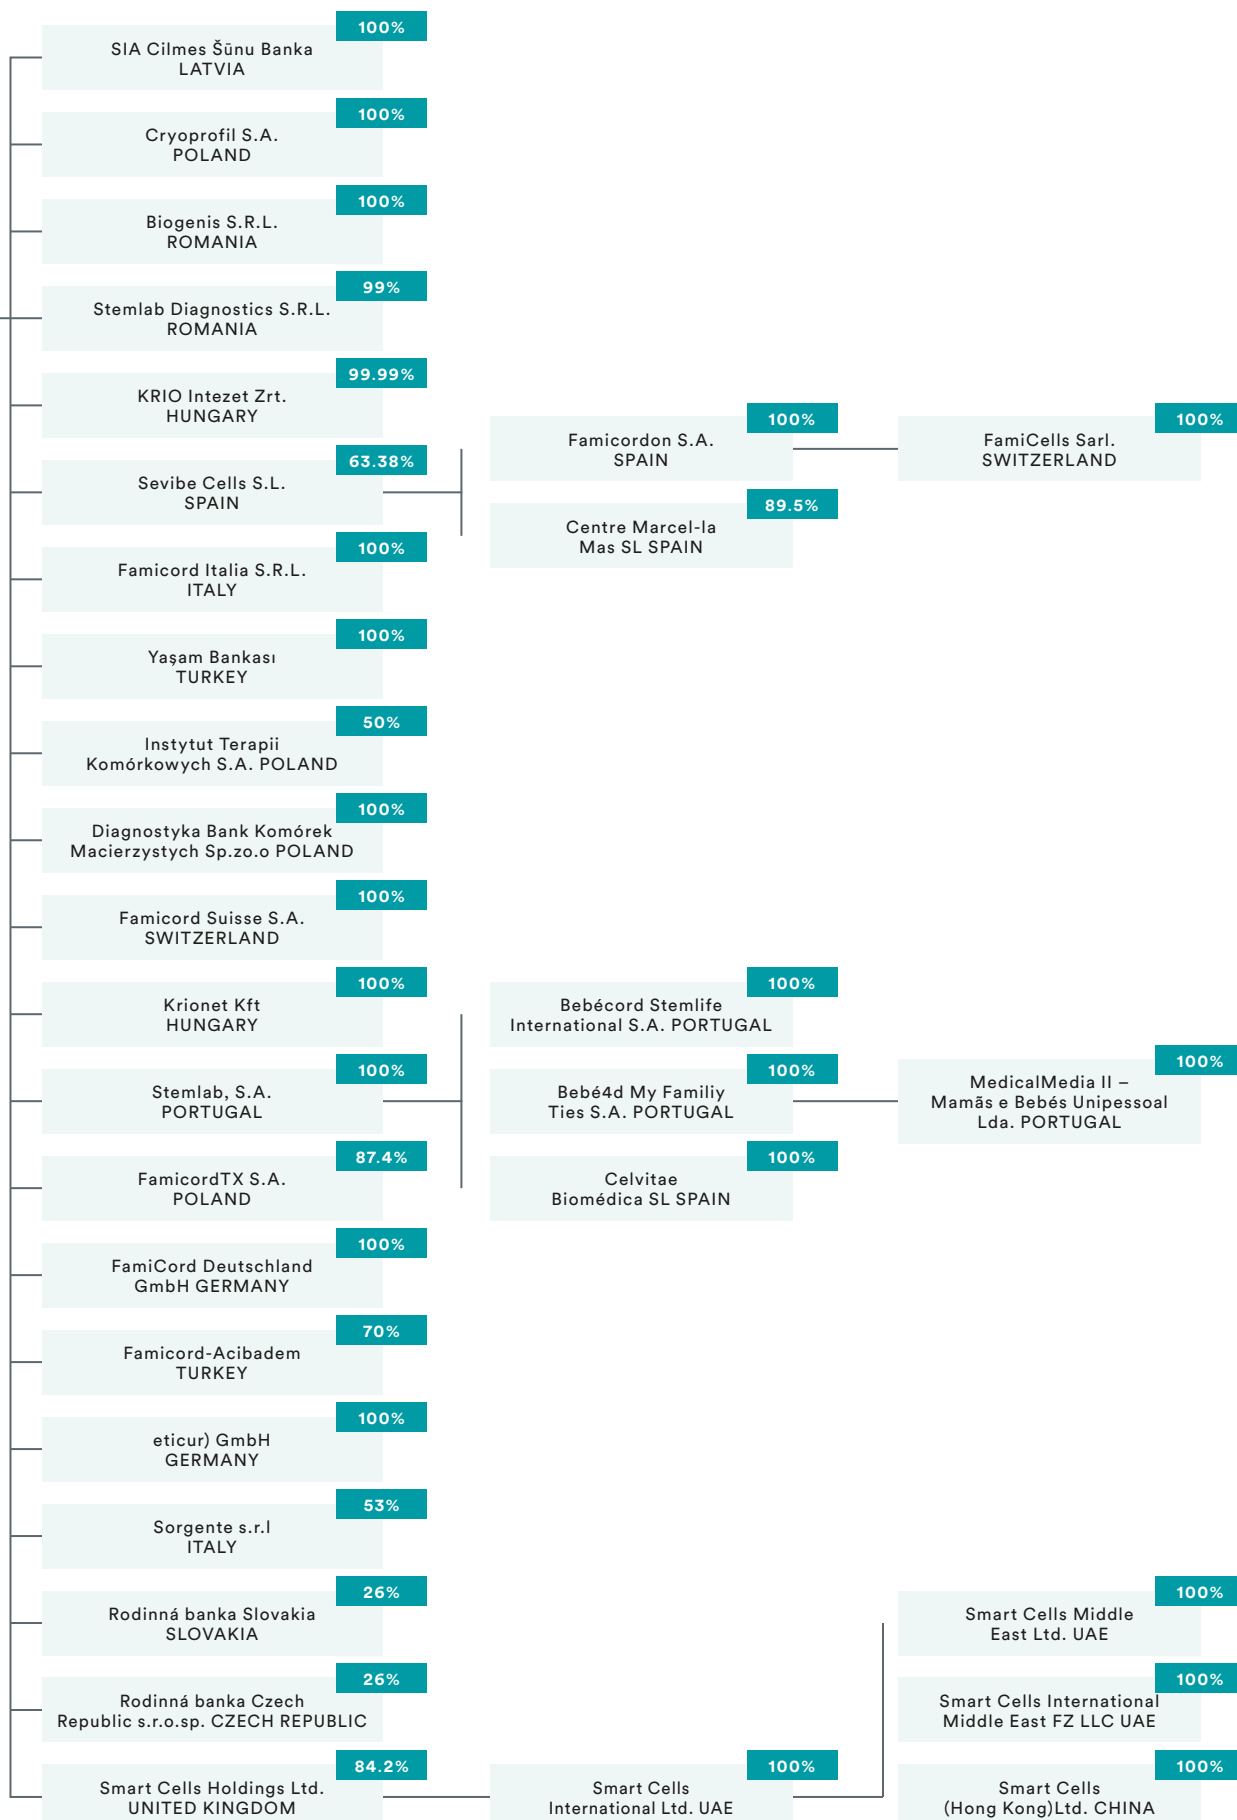 100%
SIA Cilmes Šūnu Banka
LATVIA
100%
Cryoprofil S.A.
POLAND
100%
Biogenis S.R.L.
ROMANIA
99%
Stemlab Diagnostics S.R.L.
ROMANIA
99.99%
KRIO Intezet Zrt.
HUNGARY
100%
Famicordon S.A.
SPAIN
100%
FamiCells Sarl.
SWITZERLAND
63.38%
Sevibe Cells S.L.
SPAIN
89.5%
Centre Marcel-la
Mas SL SPAIN
100%
Famicord Italia S.R.L.
ITALY
100%
Yaşam Bankası
TURKEY
50%
Instytut Terapii
Komórkowych S.A. POLAND
100%
Diagnostyka Bank Komórek
Macierzystych Sp.zo.o POLAND
100%
Famicord Suisse S.A.
SWITZERLAND
100%
Krionet Kft
HUNGARY
100%
Bebécord Stemlife
International S.A. PORTUGAL
100%
Stemlab, S.A.
PORTUGAL
100%
Bebé4d My Familiy
Ties S.A. PORTUGAL
100%
MedicalMedia II –
Mamãs e Bebés Unipessoal
Lda. PORTUGAL
87.4%
FamicordTX S.A.
POLAND
100%
Celvitae
Biomédica SL SPAIN
100%
FamiCord Deutschland
GmbH GERMANY
70%
Famicord-Acibadem
TURKEY
100%
eticur) GmbH
GERMANY
53%
Sorgente s.r.l
ITALY
26%
Rodinná banka Slovakia
SLOVAKIA
100%
Smart Cells Middle
East Ltd. UAE
26%
Rodinná banka Czech
Republic s.r.o.sp. CZECH REPUBLIC
100%
Smart Cells International
Middle East FZ LLC UAE
84.2%
Smart Cells Holdings Ltd.
UNITED KINGDOM
100%
Smart Cells
International Ltd. UAE
100%
Smart Cells
(Hong Kong)Ltd. CHINA